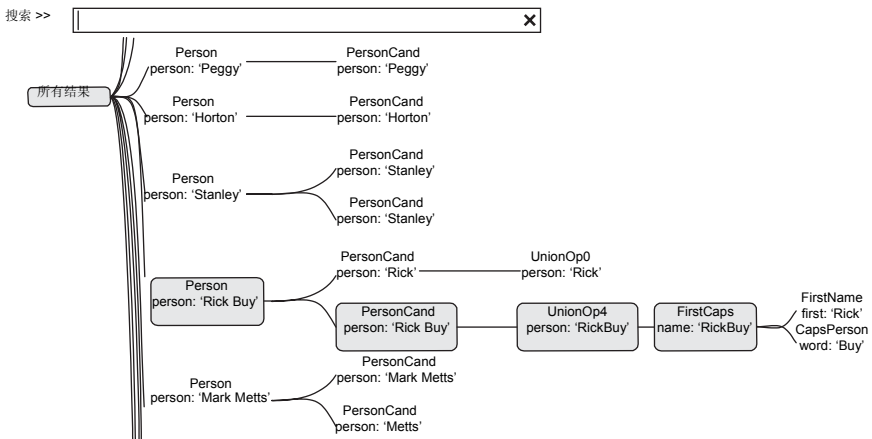 搜索 >>
所有结果
Person
person: ‘Peggy’
PersonCand
person: ‘Peggy’
Person
person: ‘Horton’
PersonCand
person: ‘Horton’
Person
person: ‘Stanley’
PersonCand
person: ‘Stanley’
PersonCand
person: ‘Stanley’
Person
person: ‘Rick Buy’
PersonCand
person: ‘Rick’
UnionOp0
person: ‘Rick’
PersonCand
person: ‘Rick Buy’
UnionOp4
person: ‘RickBuy’
FirstCaps
name: ‘RickBuy’
FirstName
first: ‘Rick’
CapsPerson
word: ‘Buy’
Person
person: ‘Mark Metts’
PersonCand
person: ‘Mark Metts’
PersonCand
person: ‘Metts’